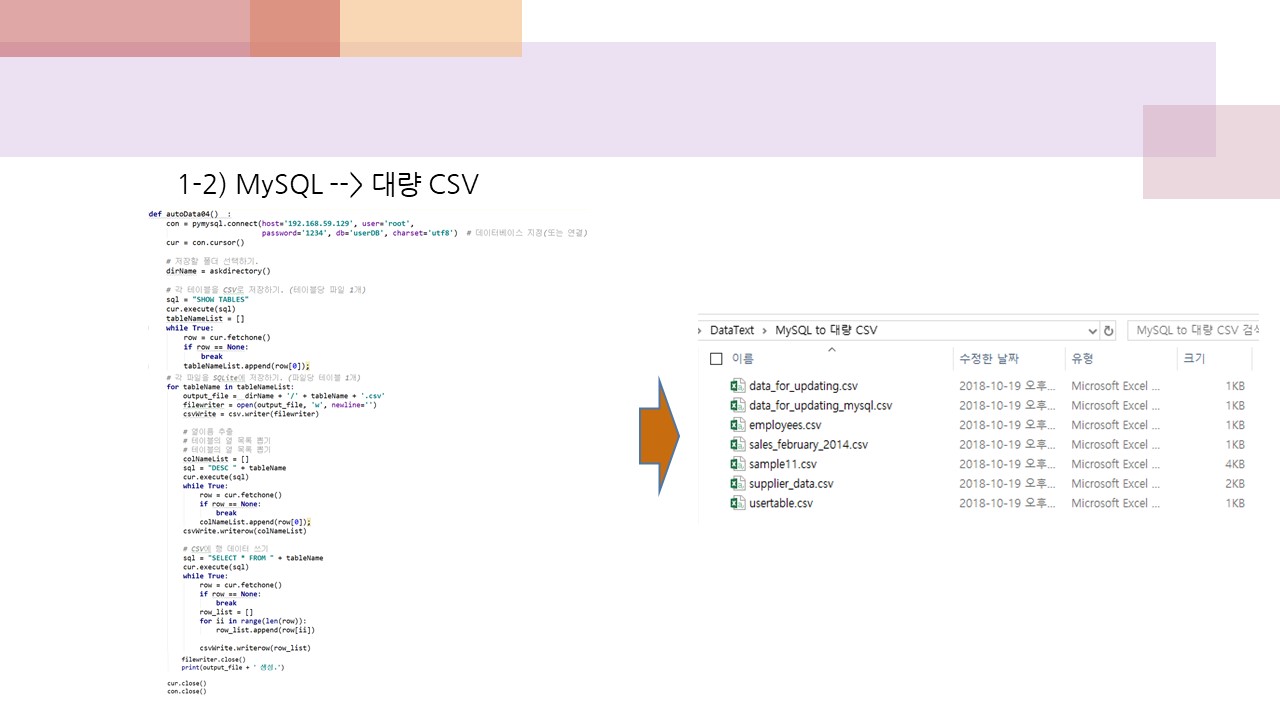 1-2) MySQL --> 대량 CSV
def autoData04()  :
    con = pymysql.connect(host='192.168.59.129', user='root',
                          password='1234', db='userDB', charset='utf8')  # 데이터베이스 지정(또는 연결)
    cur = con.cursor()
    # 저장할 폴더 선택하기.
    dirName = askdirectory()
    # 각 테이블을 CSV로 저장하기. (테이블당 파일 1개)
    sql = "SHOW TABLES"
    cur.execute(sql)
    tableNameList = []
    while True:
        row = cur.fetchone()
        if row == None:
            break
        tableNameList.append(row[0]);
    # 각 파일을 SQLite에 저장하기. (파일당 테이블 1개)
    for tableName in tableNameList:
        output_file = dirName + '/' + tableName + '.csv'
        filewriter = open(output_file, 'w', newline='')
        csvWrite = csv.writer(filewriter)
        # 열이름 추출
        # 테이블의 열 목록 뽑기
        # 테이블의 열 목록 뽑기
        colNameList = []
        sql = "DESC " + tableName
        cur.execute(sql)
        while True:
            row = cur.fetchone()
            if row == None:
                break
            colNameList.append(row[0]);
        csvWrite.writerow(colNameList)
        # CSV에 행 데이터 쓰기
        sql = "SELECT * FROM " + tableName
        cur.execute(sql)
        while True:
            row = cur.fetchone()
            if row == None:
                break
            row_list = []
            for ii in range(len(row)):
                row_list.append(row[ii])
            csvWrite.writerow(row_list)
        filewriter.close()
        print(output_file + ' 생성.')
    cur.close()
    con.close()
› DataText › MySQL to 대량 CSV MySQL to 대량 CSV 검색
이름 수정한 날짜 유형 크기
data_for_updating.csv 2018-10-19 오후... Microsoft Excel ... 1KB
data_for_updating_mysql.csv 2018-10-19 오후... Microsoft Excel ... 1KB
employees.csv 2018-10-19 오후... Microsoft Excel ... 1KB
sales_february_2014.csv 2018-10-19 오후... Microsoft Excel ... 1KB
sample11.csv 2018-10-19 오후... Microsoft Excel ... 4KB
supplier_data.csv 2018-10-19 오후... Microsoft Excel ... 2KB
usertable.csv 2018-10-19 오후... Microsoft Excel ... 1KB